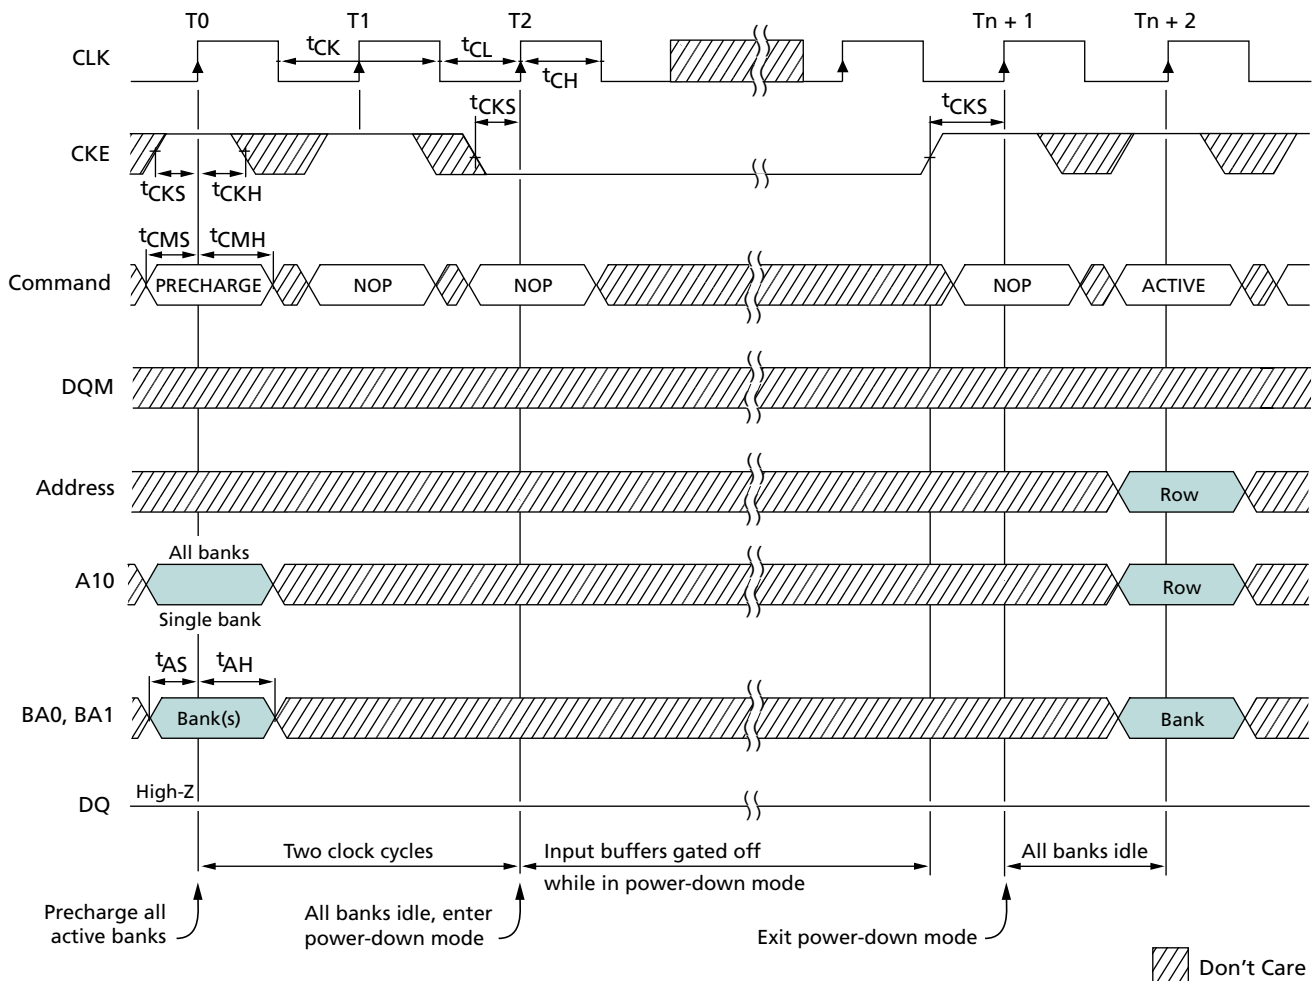 T0 T1 T2 Tn + 1 Tn + 2
CLK
tCK tCL
tCH
tCKS tCKS
CKE
tCKS tCKH
tCMS tCMH
Command PRECHARGE NOP NOP NOP ACTIVE
DQM
Address Row
All banks
A10 Row
Single bank
tAS tAH
BA0, BA1 Bank(s) Bank
High-Z
DQ
Two clock cycles
Input buffers gated off
while in power-down mode
All banks idle
Precharge all
active banks
All banks idle, enter
power-down mode
Exit power-down mode
Don't Care